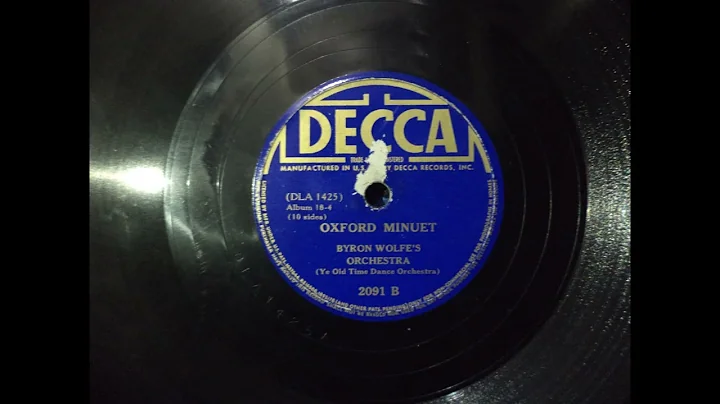 DECCA
TRADE REGISTERED
MANUFACTURED IN U.S. BY DECCA RECORDS, INC.
(DLA 1425)
Album 18-4
(10 sides)
OXFORD MINUET
BYRON WOLFE'S
ORCHESTRA
(Ye Old Time Dance Orchestra)
2091 B